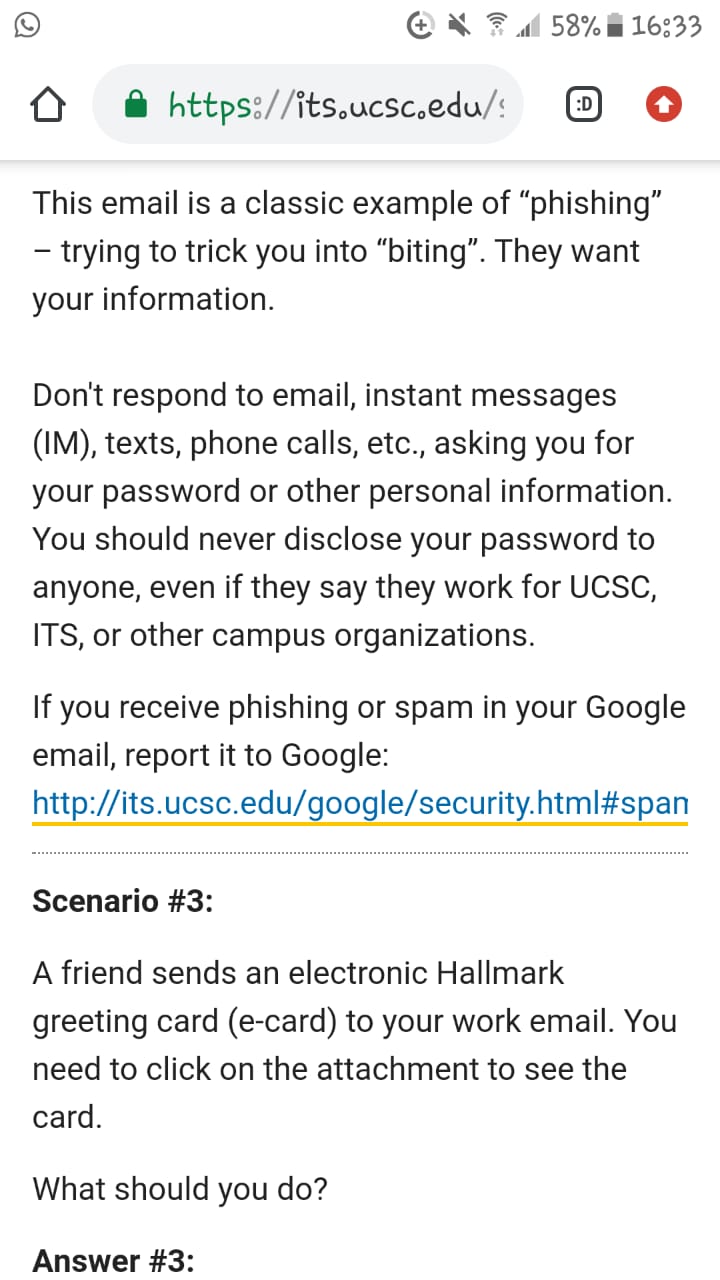 58% 16:33
https://its.ucsc.edu/s
:D
This email is a classic example of “phishing”
– trying to trick you into “biting”. They want
your information.
Don't respond to email, instant messages
(IM), texts, phone calls, etc., asking you for
your password or other personal information.
You should never disclose your password to
anyone, even if they say they work for UCSC,
ITS, or other campus organizations.
If you receive phishing or spam in your Google
email, report it to Google:
http://its.ucsc.edu/google/security.html#spam
Scenario #3:
A friend sends an electronic Hallmark
greeting card (e-card) to your work email. You
need to click on the attachment to see the
card.
What should you do?
Answer #3: